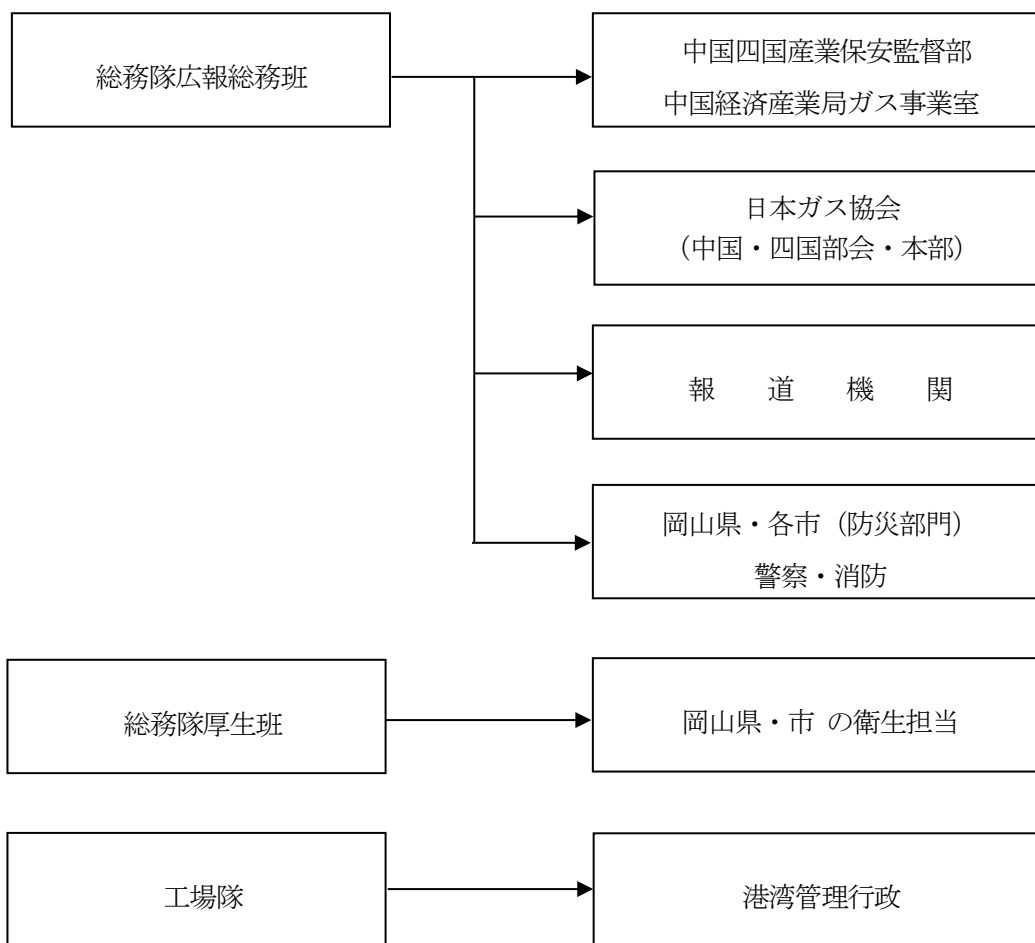 総務隊広報総務班
中国四国産業保安監督部
中国経済産業局ガス事業室
日本ガス協会
（中国・四国部会・本部）
報　道　機　関
岡山県・各市（防災部門）
警察・消防
総務隊厚生班
岡山県・市 の衛生担当
工場隊
港湾管理行政